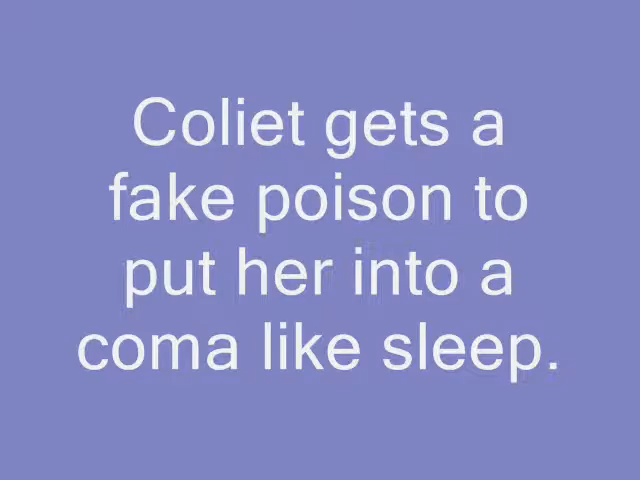 Coliet gets a
fake poison to
put her into a
coma like sleep.